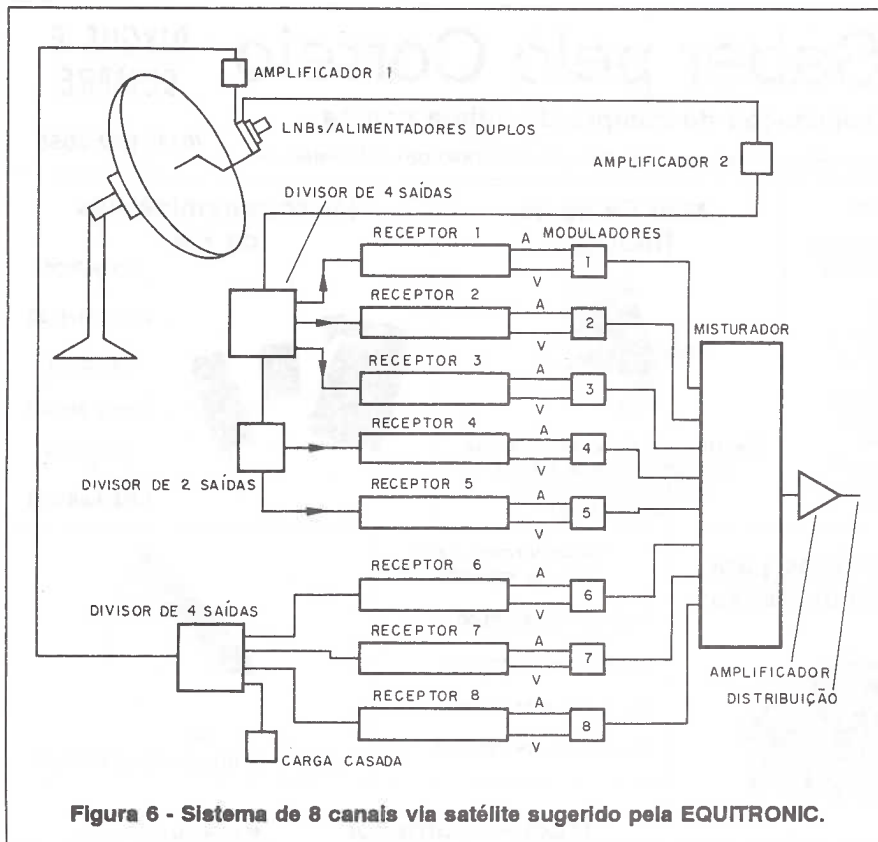 AMPLIFICADOR 1
LNBs/ALIMENTADORES DUPLOS
AMPLIFICADOR 2
DIVISOR DE 4 SAÍDAS
RECEPTOR 1
A
V
MODULADORES
1
RECEPTOR 2
A
V
2
MISTURADOR
RECEPTOR 3
A
V
3
RECEPTOR 4
A
V
4
DIVISOR DE 2 SAÍDAS
RECEPTOR 5
A
V
5
RECEPTOR 6
A
V
6
DIVISOR DE 4 SAÍDAS
RECEPTOR 7
A
V
7
AMPLIFICADOR
DISTRIBUIÇÃO
RECEPTOR 8
A
V
8
CARGA CASADA
Figura 6 - Sistema de 8 canais via satélite sugerido pela EQUITRONIC.